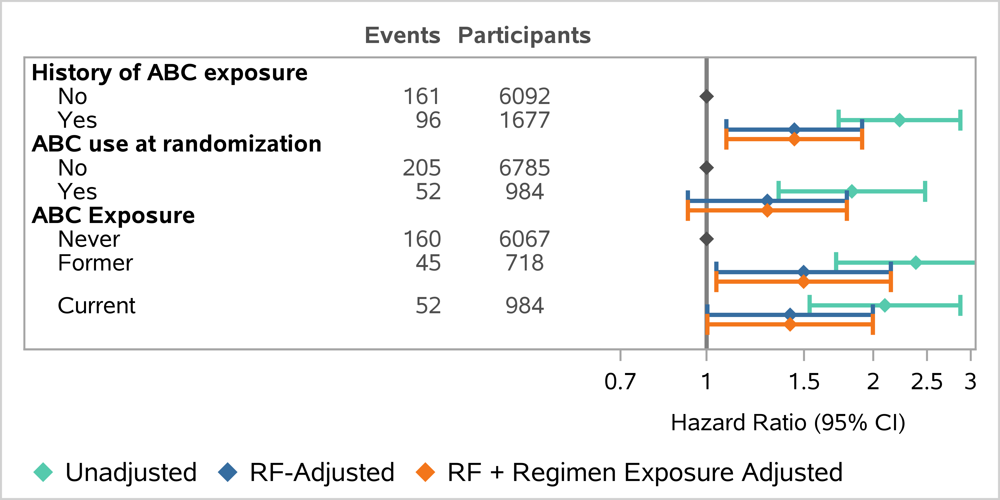 Events Participants
History of ABC exposure
No 161 6092
Yes 96 1677
ABC use at randomization
No 205 6785
Yes 52 984
ABC Exposure
Never 160 6067
Former 45 718
Current 52 984
0.7 1 1.5 2 2.5 3
Hazard Ratio (95% CI)
Unadjusted RF-Adjusted RF + Regimen Exposure Adjusted